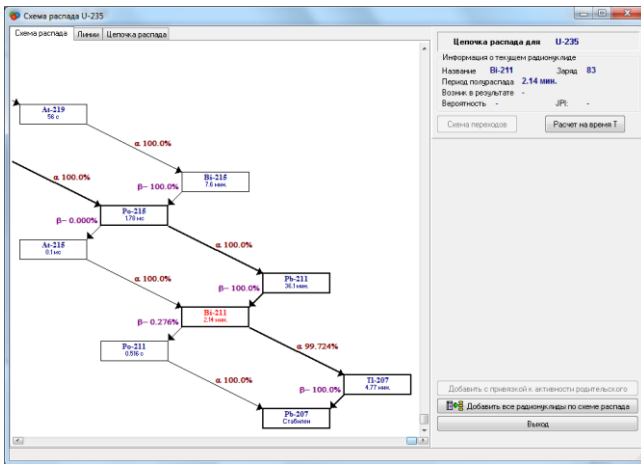 Схема распада U-235
Схема распада Линии Цепочка распада
At-219
56 с
α 100.0%
Bi-215
7.6 мин.
α 100.0%
β- 100.0%
Po-215
1.78 мс
β- 0.000%
At-215
0.1 мс
α 100.0%
Pb-211
36.1 мин.
α 100.0%
β- 100.0%
Bi-211
2.14 мин.
β- 0.276%
Po-211
0.516 с
α 99.724%
Tl-207
4.77 мин.
α 100.0%
β- 100.0%
Pb-207
Стабилен
Цепочка распада для U-235
Информация о текущем радионуклиде
Название Bi-211 Заряд 83
Период полураспада 2.14 мин.
Возник в результате -
Вероятность - JPI: -
Схема переходов Расчет на время T
Добавить с привязкой к активности родительского
Добавить все радионуклиды по схеме распада
Выход